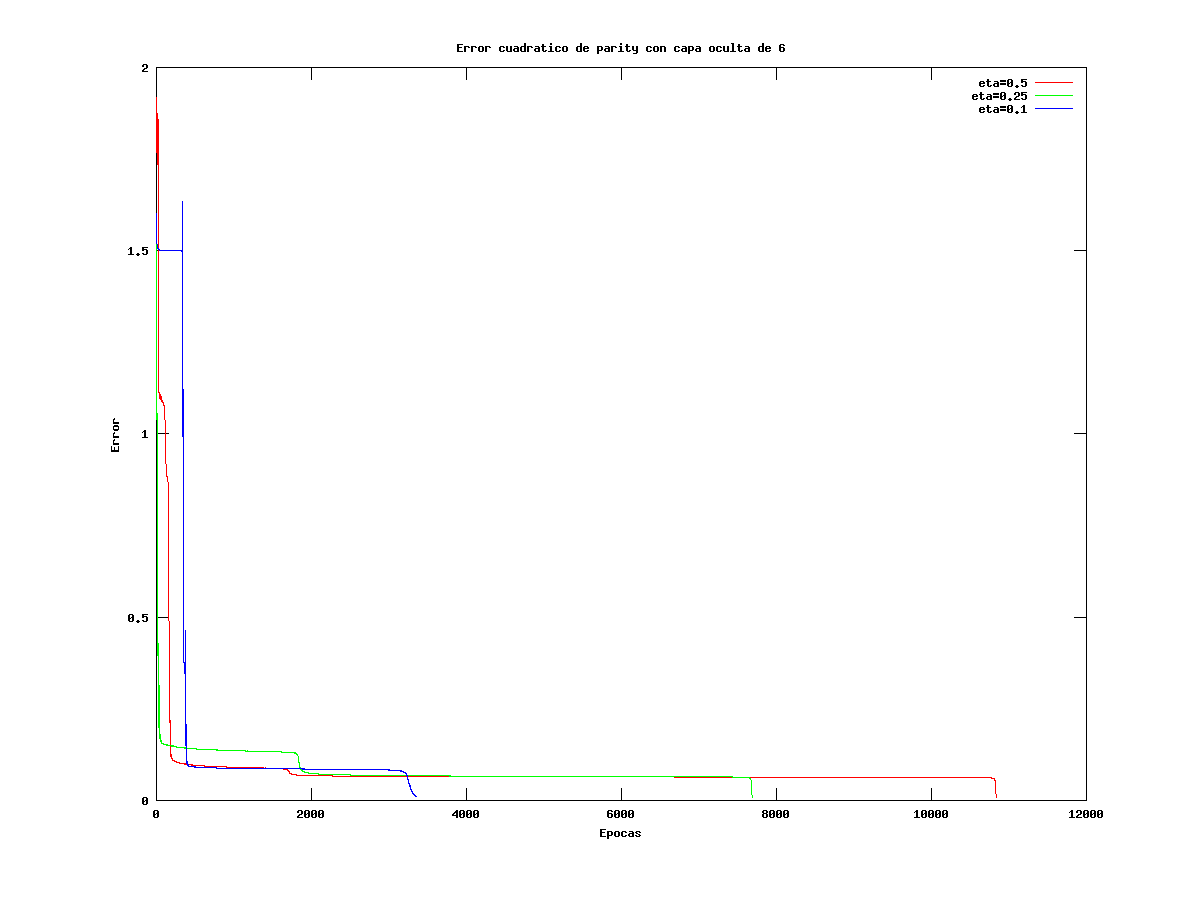 Error cuadratico de parity con capa oculta de 6
2
eta=0.5
eta=0.25
eta=0.1
1.5
1
Error
0.5
0
0 2000 4000 6000 8000 10000 12000
Epocas